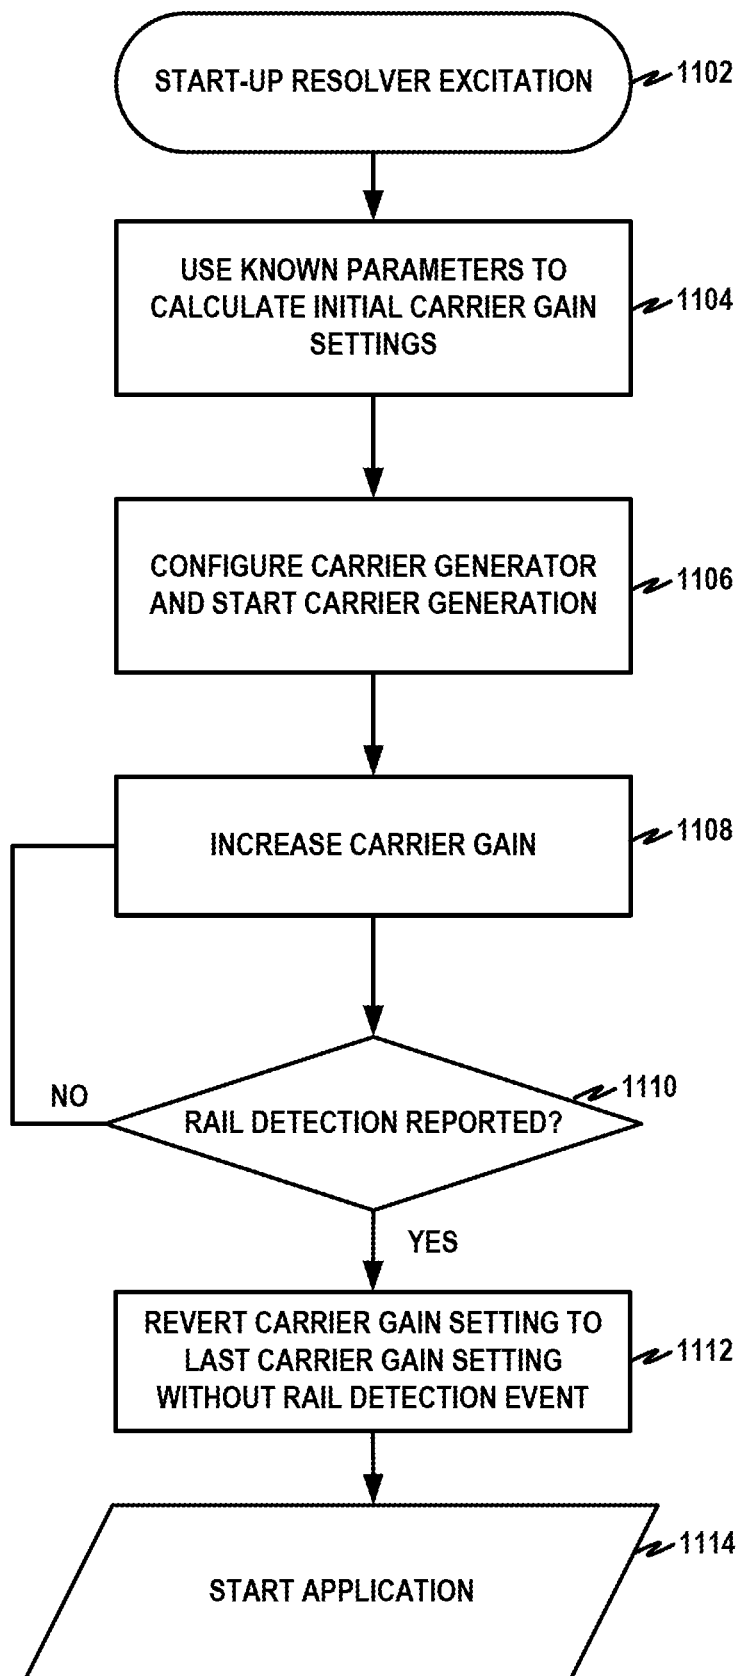 START-UP RESOLVER EXCITATION
1102
USE KNOWN PARAMETERS TO
CALCULATE INITIAL CARRIER GAIN
SETTINGS
1104
CONFIGURE CARRIER GENERATOR
AND START CARRIER GENERATION
1106
INCREASE CARRIER GAIN
1108
RAIL DETECTION REPORTED?
1110
NO
YES
REVERT CARRIER GAIN SETTING TO
LAST CARRIER GAIN SETTING
WITHOUT RAIL DETECTION EVENT
1112
START APPLICATION
1114